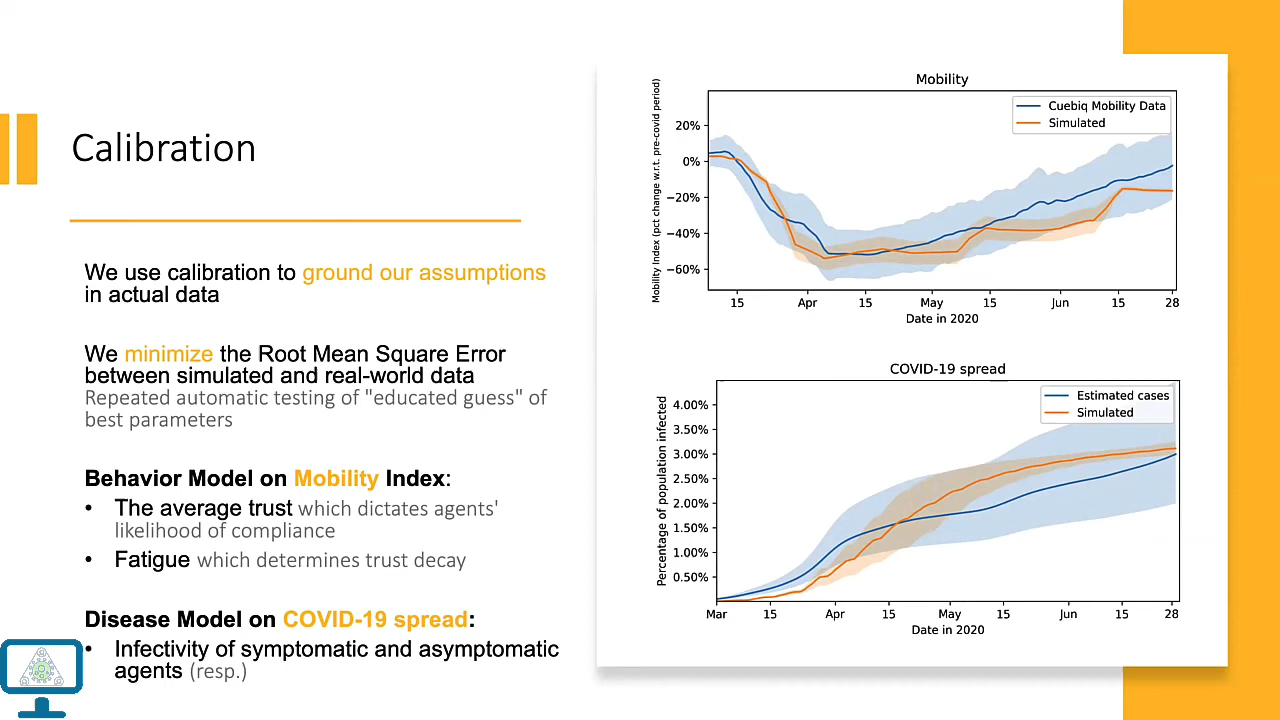 Calibration
We use calibration to ground our assumptions
in actual data
We minimize the Root Mean Square Error
between simulated and real-world data
Repeated automatic testing of "educated guess" of
best parameters
Behavior Model on Mobility Index:
• The average trust which dictates agents'
likelihood of compliance
• Fatigue which determines trust decay
Disease Model on COVID-19 spread:
• Infectivity of symptomatic and asymptomatic
agents (resp.)
Mobility
Cuebiq Mobility Data
Simulated
Mobility Index (pct change w.r.t. pre-covid period)
20%
0%
−20%
−40%
−60%
15 Apr 15 May 15 Jun 15 28
Date in 2020
COVID-19 spread
Estimated cases
Simulated
Percentage of population infected
4.00%
3.50%
3.00%
2.50%
2.00%
1.50%
1.00%
0.50%
Mar 15 Apr 15 May 15 Jun 15 28
Date in 2020